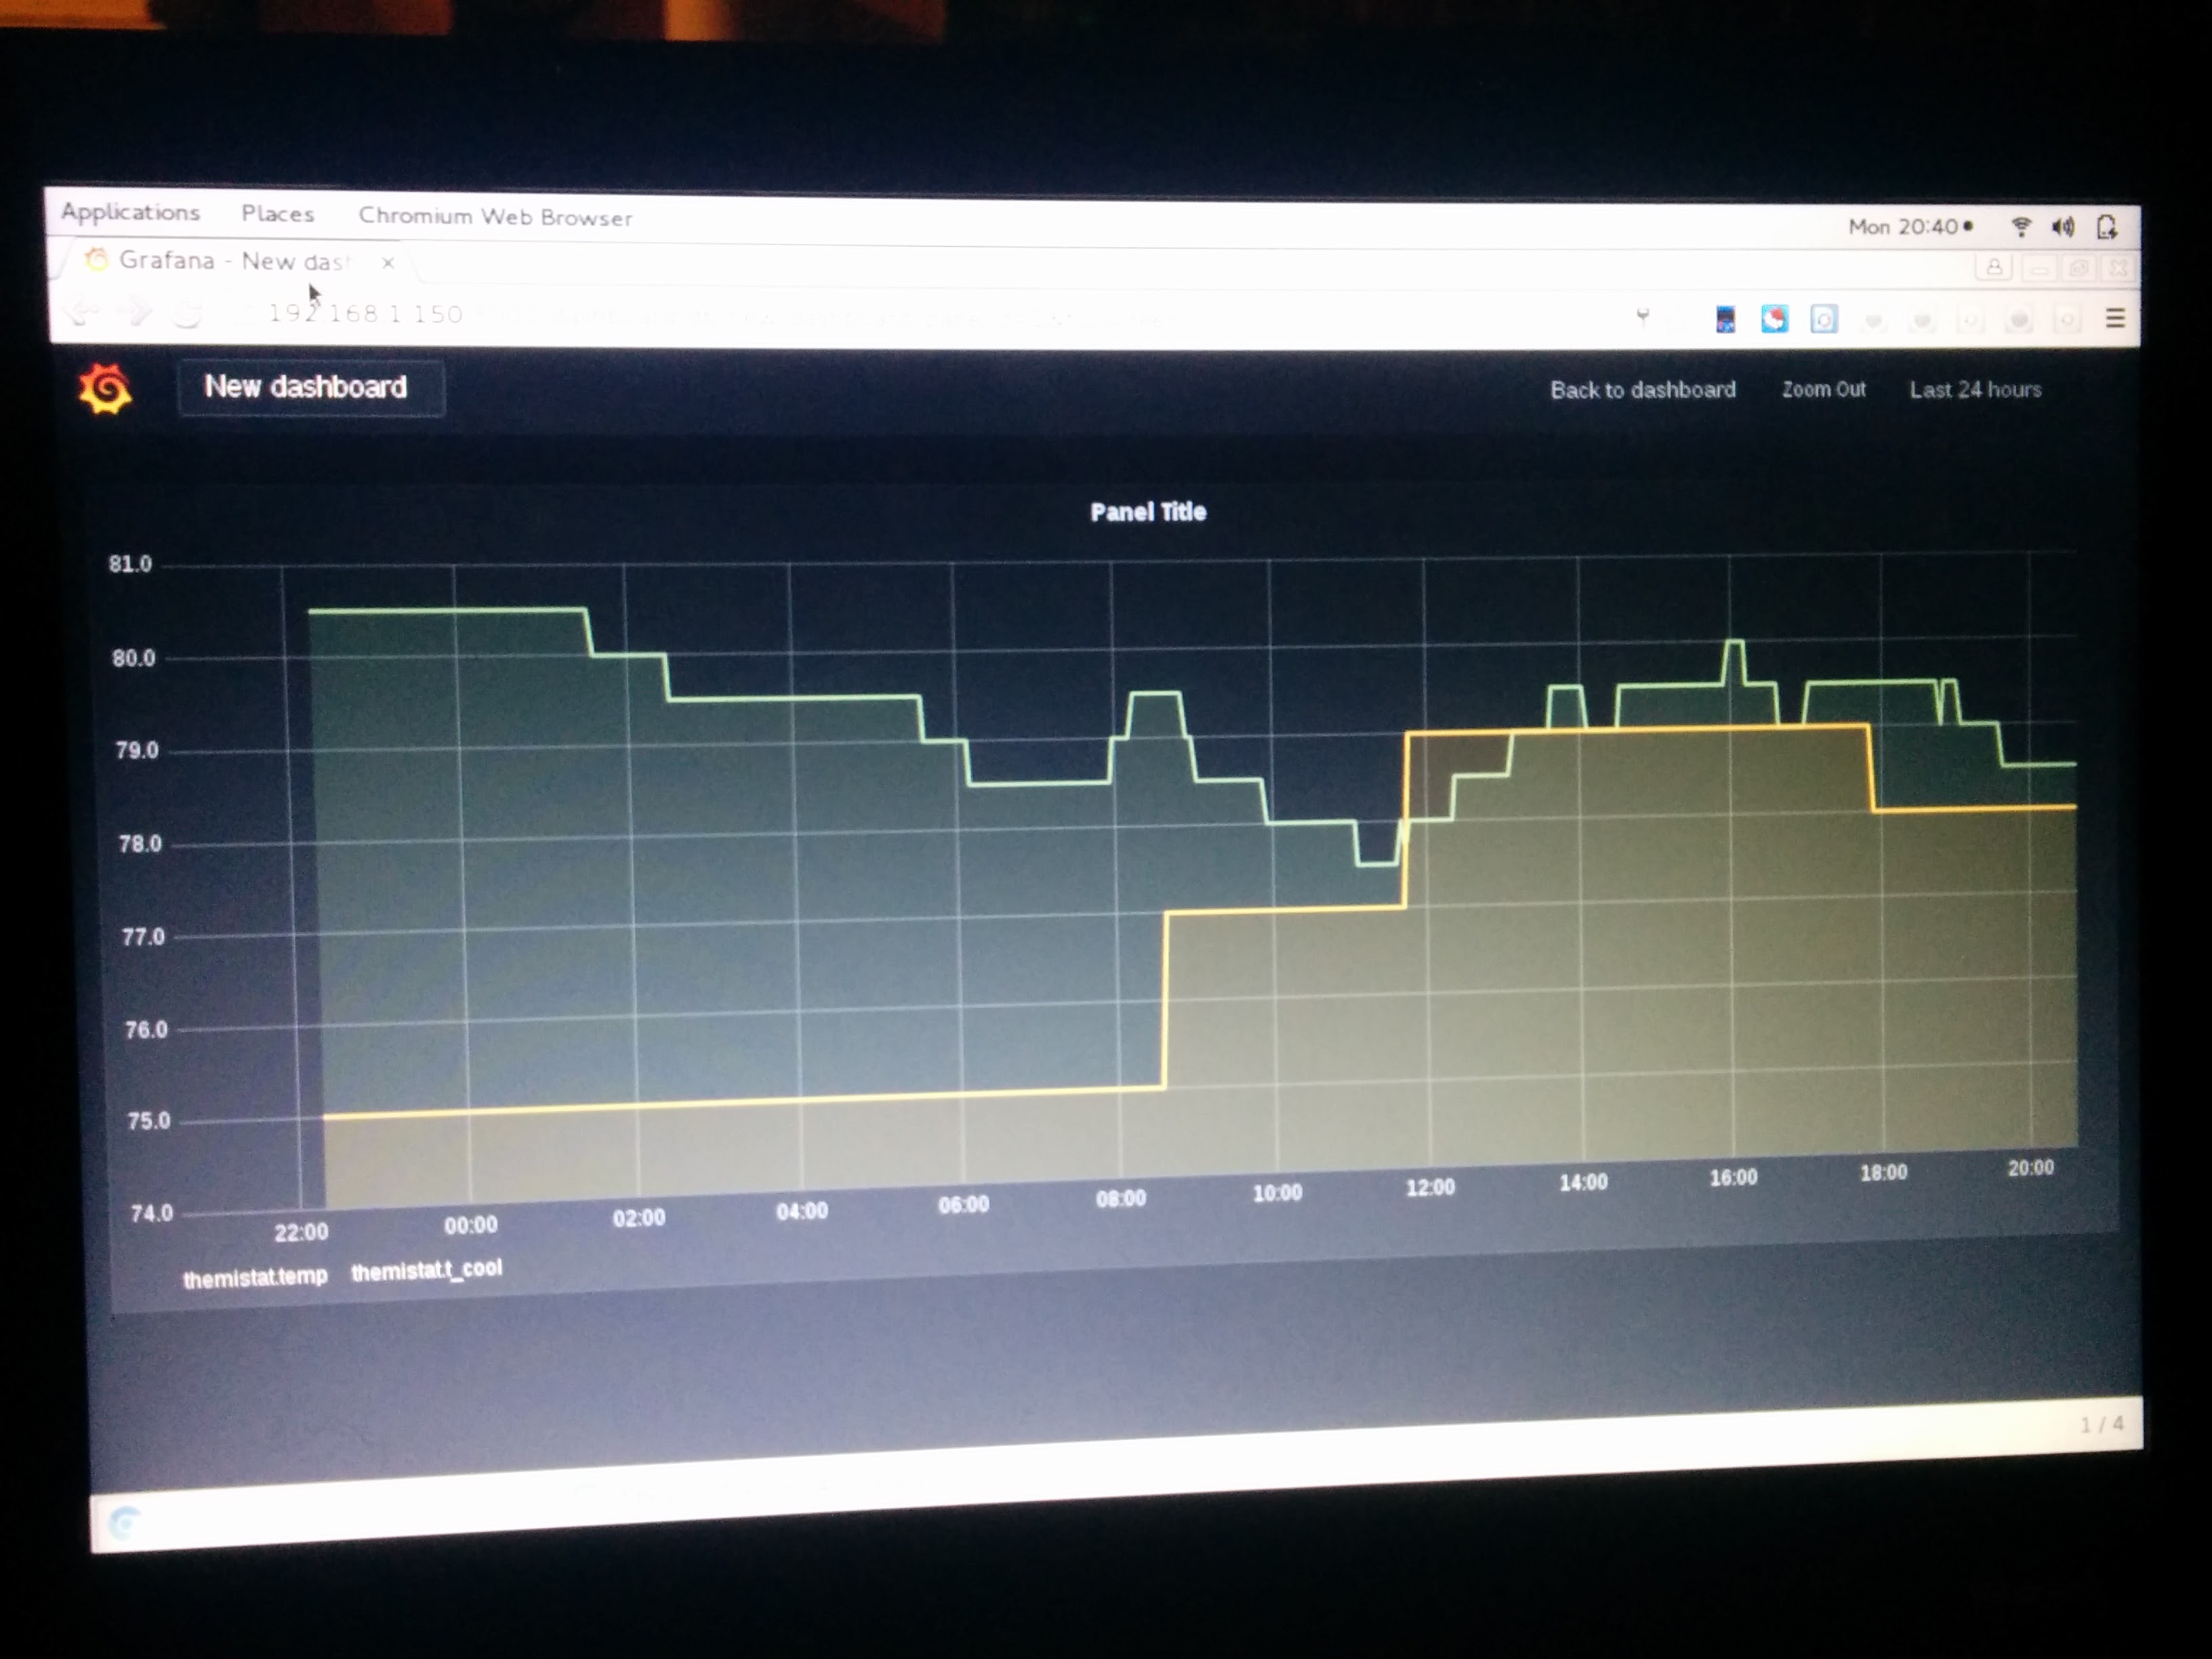 Applications Places Chromium Web Browser Mon 20:40
Grafana - New das
192.168.1.150
New dashboard Back to dashboard Zoom Out Last 24 hours
Panel Title
81.0
80.0
79.0
78.0
77.0
76.0
75.0
74.0
22:00 00:00 02:00 04:00 06:00 08:00 10:00 12:00 14:00 16:00 18:00 20:00
themistat.temp themistat.t_cool
1 / 4